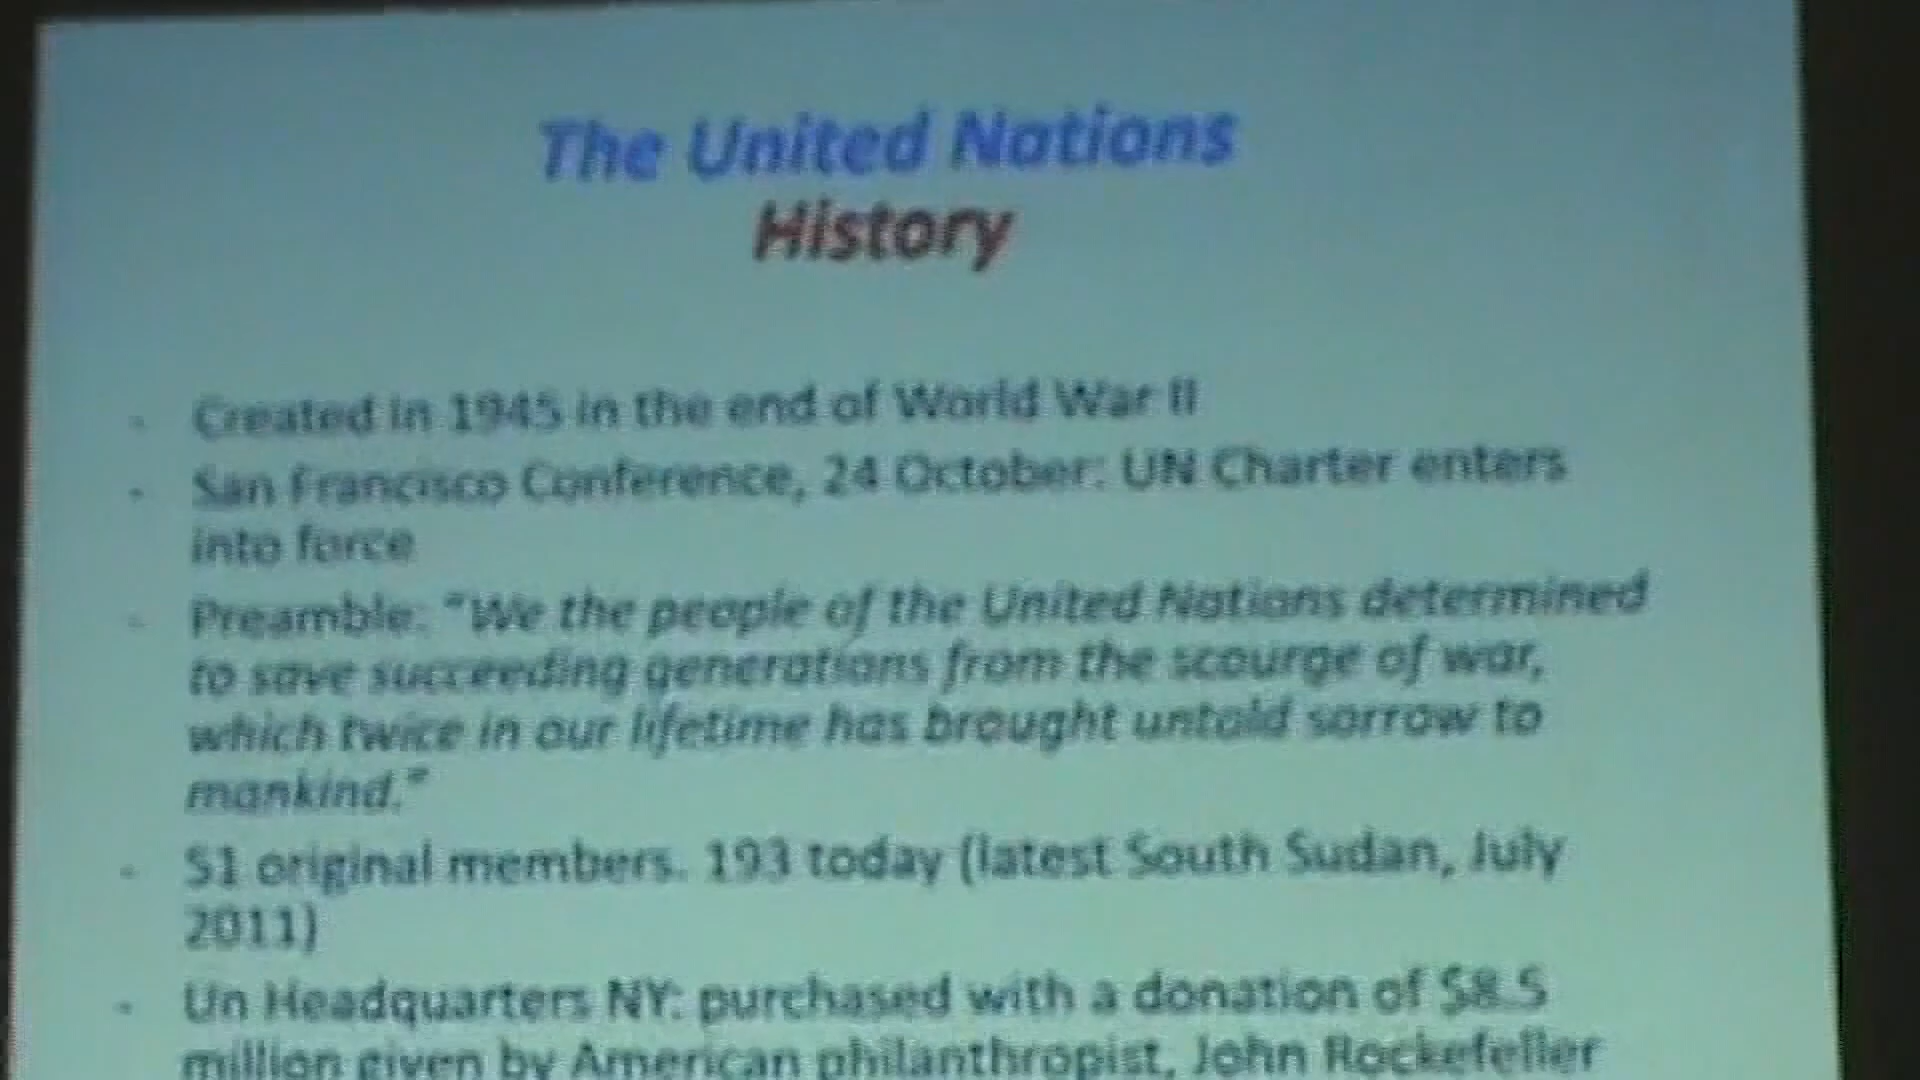 The United Nations
History
- Created in 1945 in the end of World War II
- San Francisco Conference, 24 October: UN Charter enters
into force
- Preamble: "We the people of the United Nations determined
to save succeeding generations from the scourge of war,
which twice in our lifetime has brought untold sorrow to
mankind."
- 51 original members. 193 today (latest South Sudan, July
2011)
- Un Headquarters NY: purchased with a donation of $8.5
million given by American philanthropist, John Rockefeller